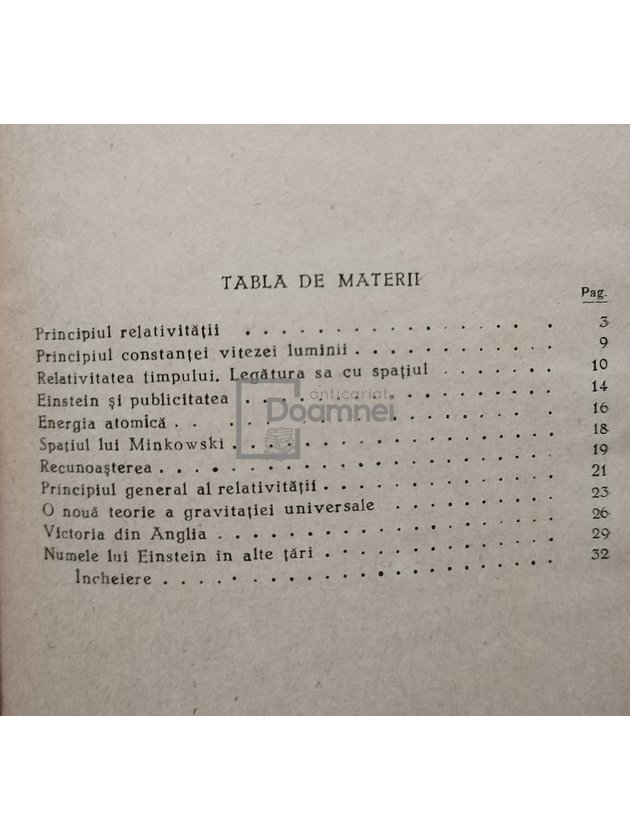 TABLA DE MATERII
Pag.
Principiul relativității . . . . . . . . . . . . . . . 3
Principiul constanței vitezei luminii . . . . . . . . . . . 9
Relativitatea timpului. Legătura sa cu spațiul . . . . . . 10
Einstein și publicitatea . . . . . . . . . . . . . . . 14
Energia atomică . . . . . . . . . . . . . . . . . 16
Spațiul lui Minkowski . . . . . . . . . . . . . . . . 18
Recunoașterea . . . . . . . . . . . . . . . . . . . 19
Principiul general al relativității . . . . . . . . . . . . 21
O nouă teorie a gravitației universale . . . . . . . . 23
Victoria din Anglia . . . . . . . . . . . . . . . . 26
Numele lui Einstein în alte țări . . . . . . . . . . . . 29
Încheiere . . . . . . . . . . . . . . . . . . 32
anticariat
Doamnei